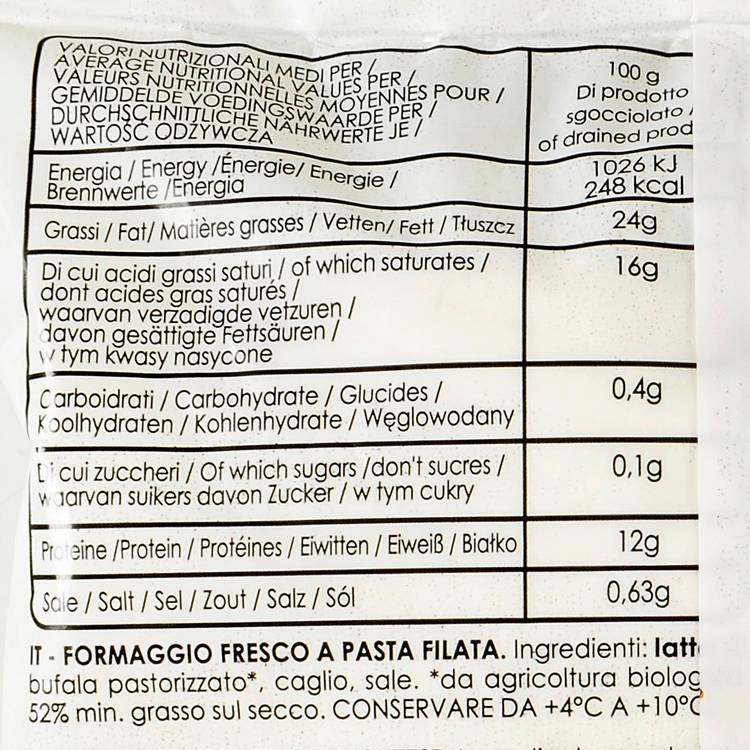 VALORI NUTRIZIONALI MEDI PER /
AVERAGE NUTRITIONAL VALUES PER /
VALEURS NUTRITIONNELLES MOYENNES POUR /
GEMIDDELDE VOEDINGSWAARDE PER /
DURCHSCHNITTLICHE NÄHRWERTE JE /
WARTOŚĆ ODŻYWCZA
100 g
Di prodotto
sgocciolato /
of drained prod
Energia / Energy /Énergie/ Energie /
Brennwerte /Energia
1026 kJ
248 kcal
Grassi / Fat/ Matières grasses / Vetten/ Fett / Tłuszcz
24g
Di cui acidi grassi saturi / of which saturates /
dont acides gras saturés /
waarvan verzadigde vetzuren /
davon gesättigte Fettsäuren /
w tym kwasy nasycone
16g
Carboidrati / Carbohydrate / Glucides /
Koolhydraten / Kohlenhydrate / Węglowodany
0,4g
Di cui zuccheri / Of which sugars /don't sucres /
waarvan suikers davon Zucker / w tym cukry
0,1g
Proteine /Protein / Protéines / Eiwitten / Eiweiß / Białko
12g
Sale / Salt / Sel / Zout / Salz / Sól
0,63g
IT - FORMAGGIO FRESCO A PASTA FILATA. Ingredienti: latt
bufala pastorizzato*, caglio, sale. *da agricoltura biolog
52% min. grasso sul secco. CONSERVARE DA +4°C A +10°C